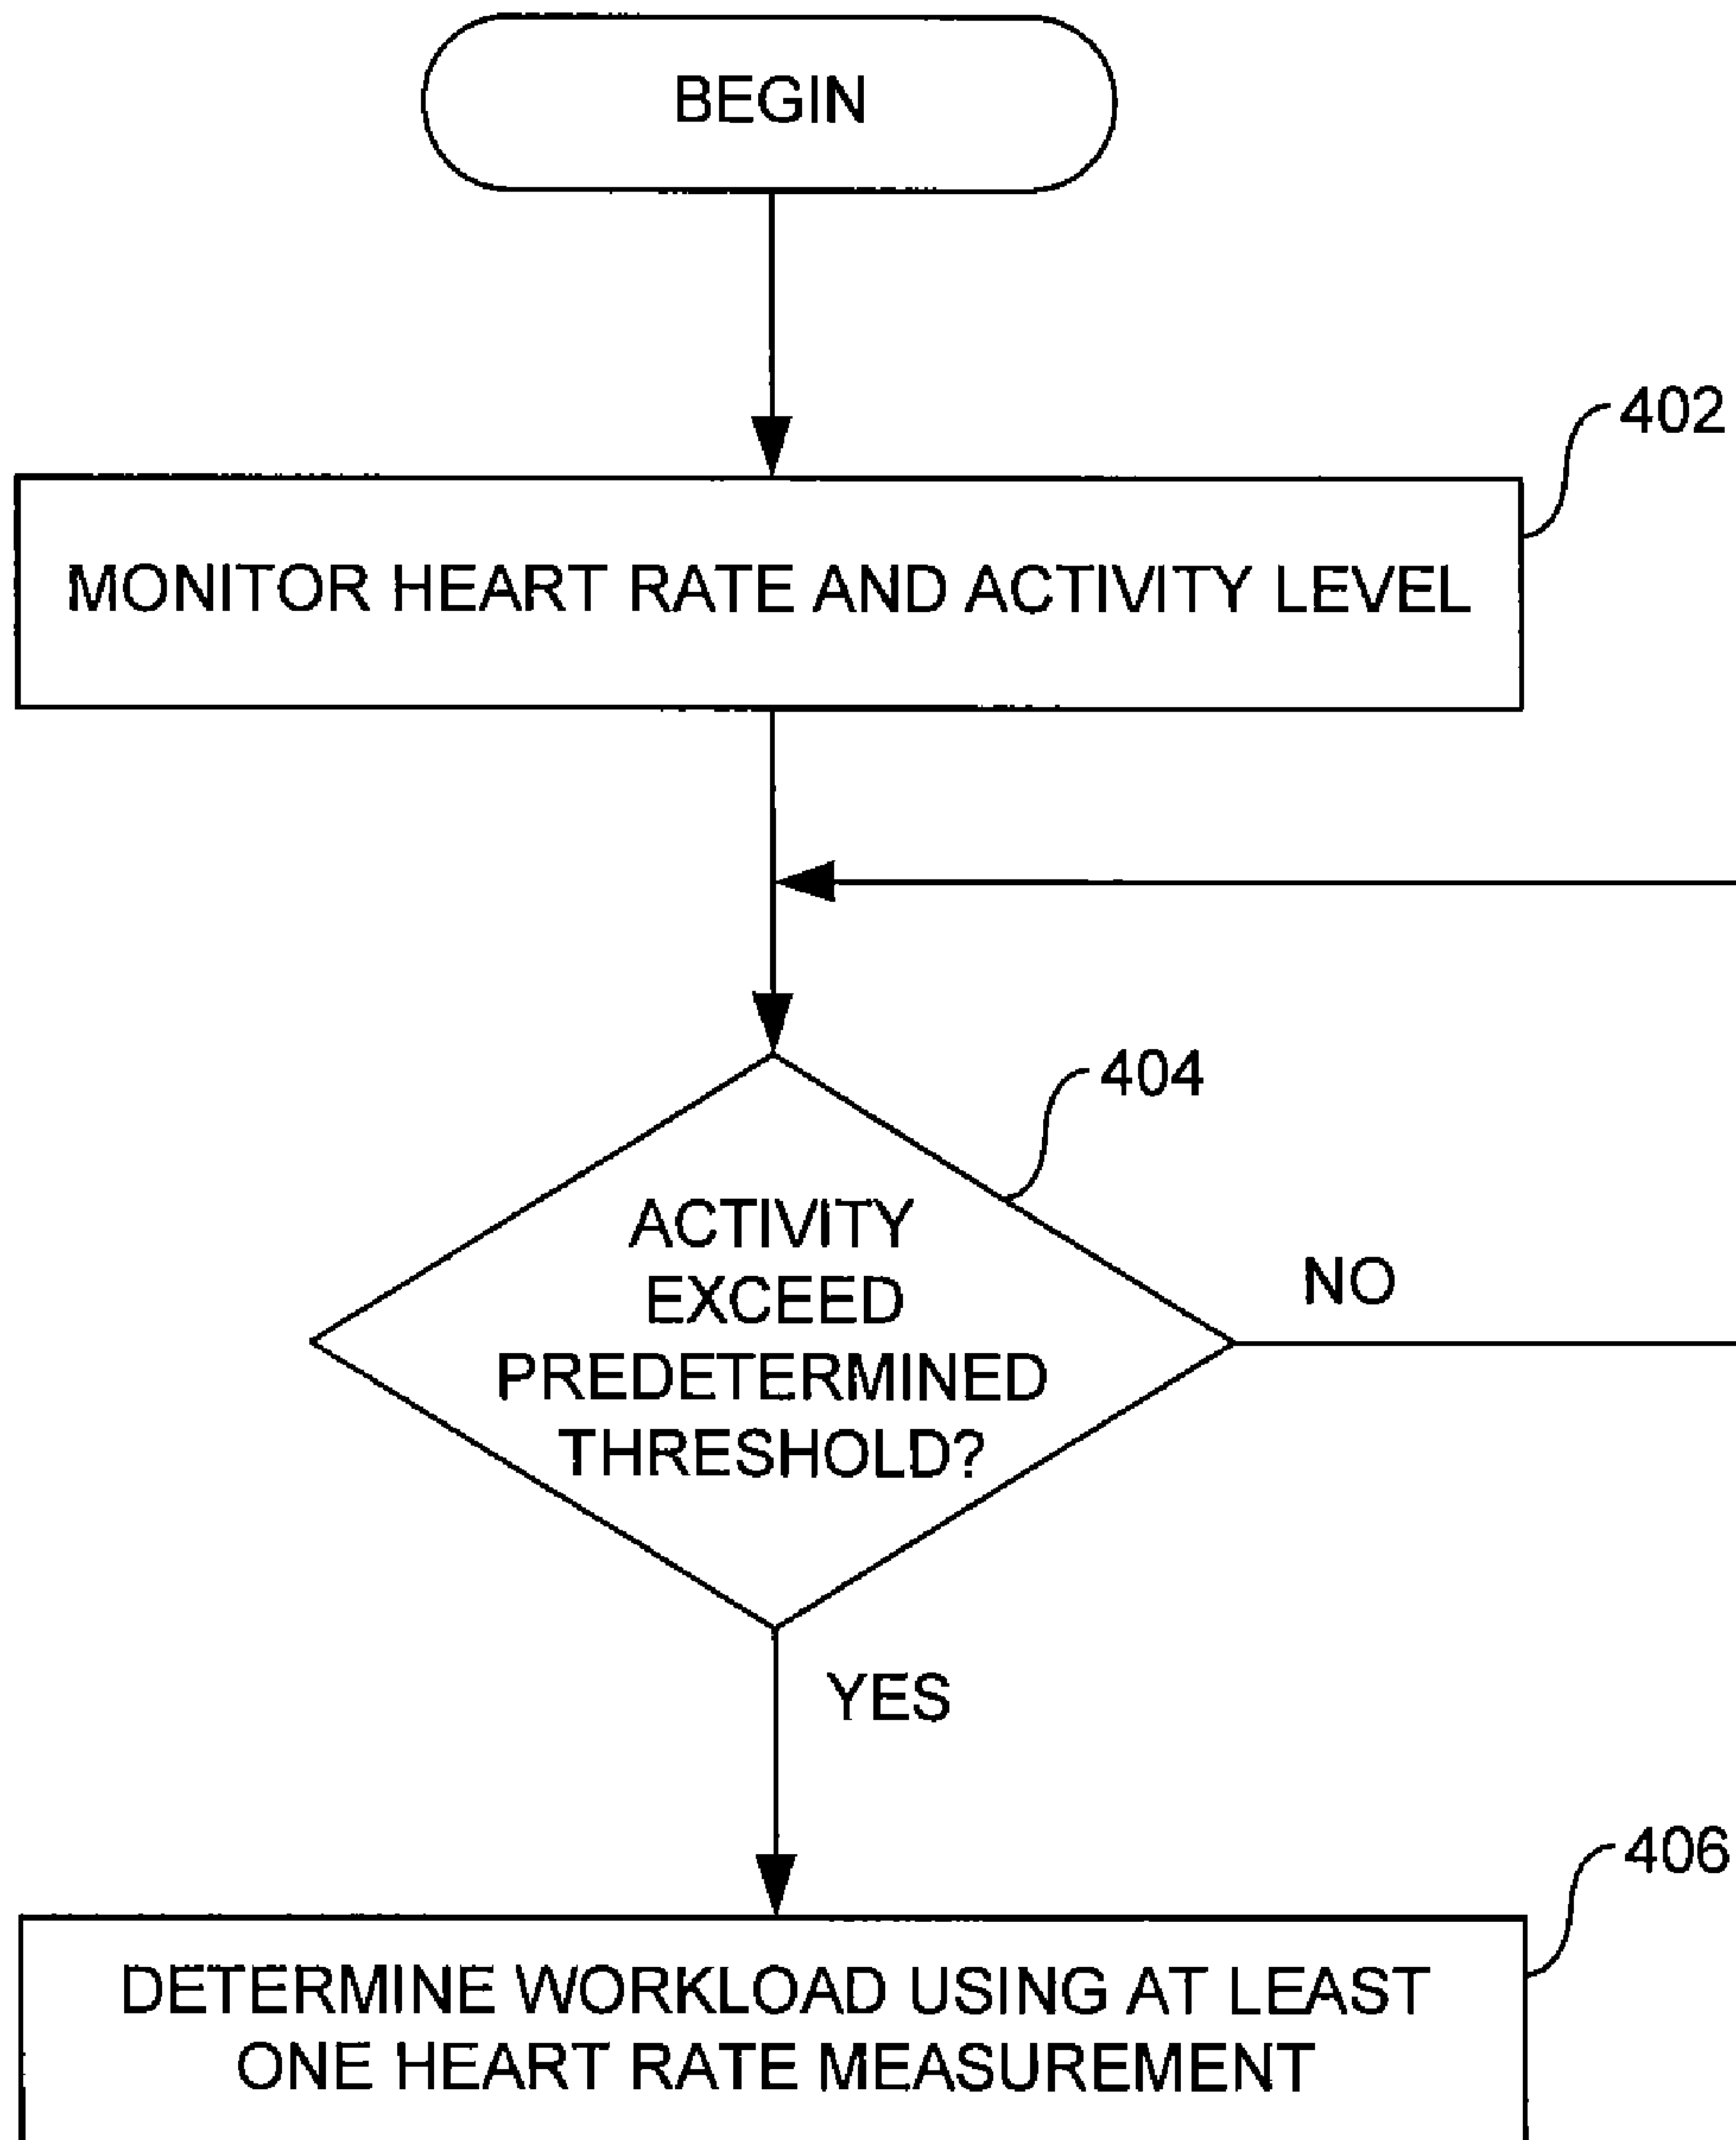 BEGIN
402
MONITOR HEART RATE AND ACTIVITY LEVEL
404
ACTIVITY
EXCEED
PREDETERMINED
THRESHOLD?
NO
YES
406
DETERMINE WORKLOAD USING AT LEAST
ONE HEART RATE MEASUREMENT